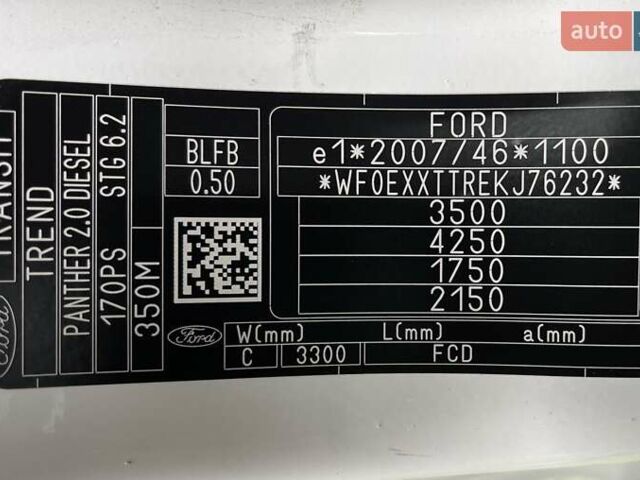 auto
TRANSIT
TREND
PANTHER 2.0 DIESEL
170PS STG 6.2
350M
BLFB
0.50
FORD
e1*2007/46*1100
*WF0EXXTTREKJ76232*
3500
4250
1750
2150
Ford
Ford
W(mm) L(mm) a(mm)
C 3300 FCD